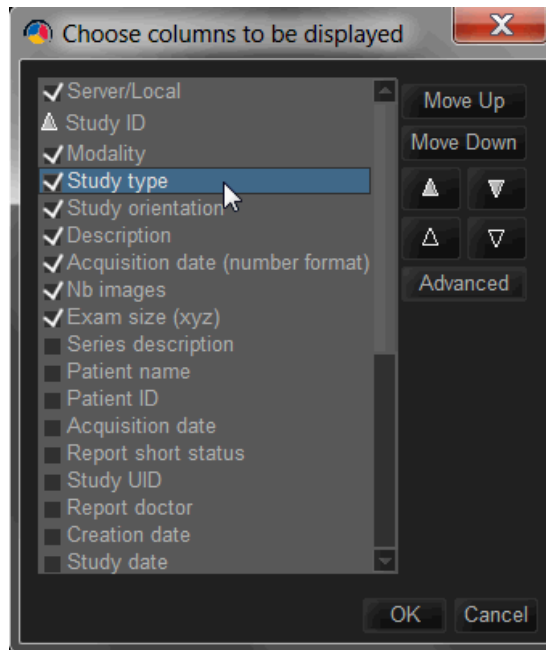 Choose columns to be displayed
Server/Local
Study ID
Modality
Study type
Study orientation
Description
Acquisition date (number format)
Nb images
Exam size (xyz)
Series description
Patient name
Patient ID
Acquisition date
Report short status
Study UID
Report doctor
Creation date
Study date
Move Up
Move Down
Advanced
OK Cancel